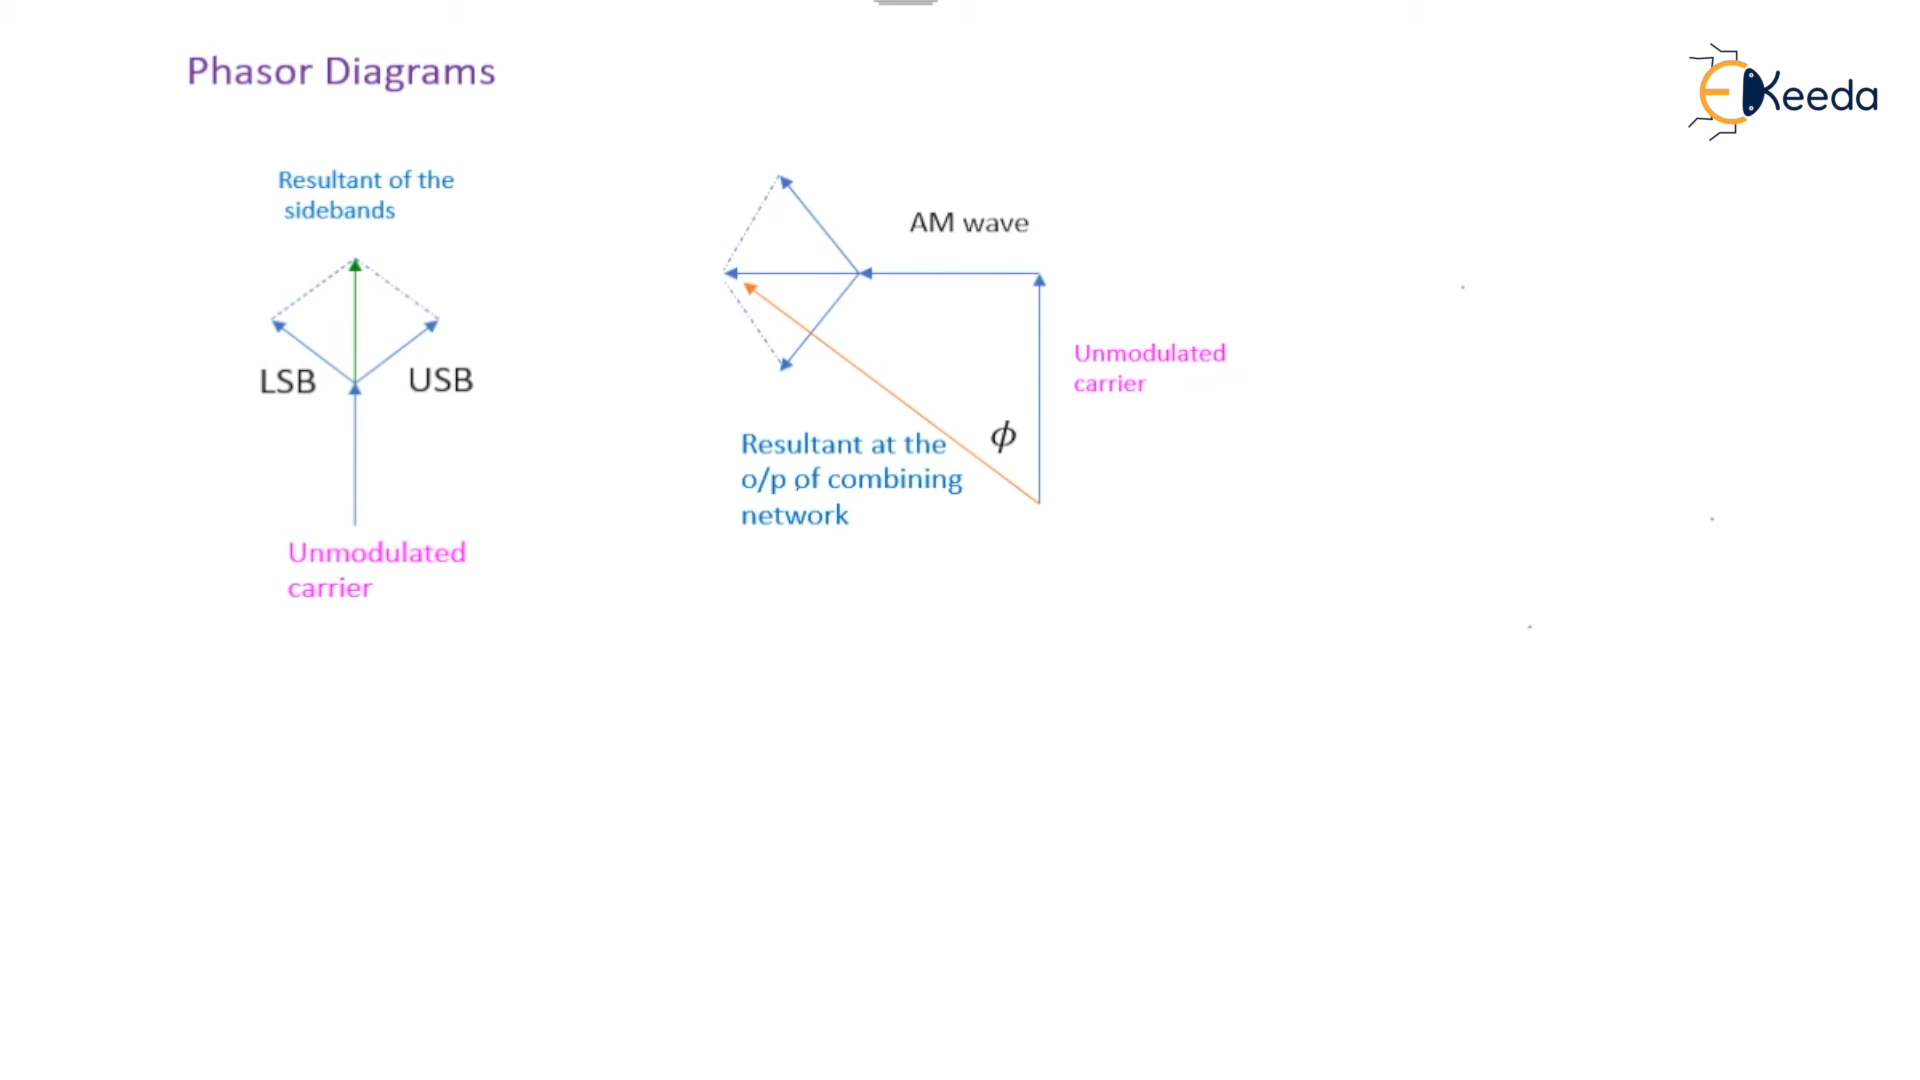 Phasor Diagrams
Keeda
Resultant of the
sidebands
LSB
USB
Unmodulated
carrier
AM wave
Unmodulated
carrier
ϕ
Resultant at the
o/p of combining
network